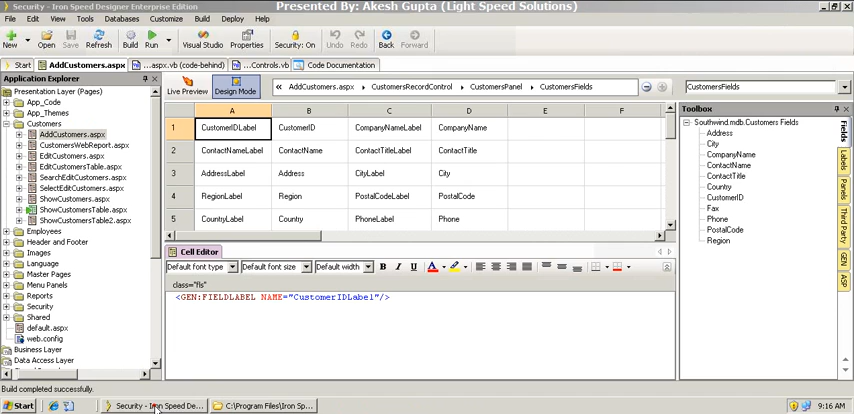 Security - Iron Speed Designer Enterprise Edition
Presented By: Akesh Gupta (Light Speed Solutions)
File Edit View Tools Databases Customize Build Deploy Help
New Open Save Refresh Build Run Visual Studio Properties Security: On Undo Redo Back Forward
Start AddCustomers.aspx ...aspx.vb (code-behind) ...Controls.vb Code Documentation
Application Explorer
Presentation Layer (Pages)
App_Code
App_Themes
Customers
AddCustomers.aspx
CustomersWebReport.aspx
EditCustomers.aspx
EditCustomersTable.aspx
SearchEditCustomers.aspx
SelectEditCustomers.aspx
ShowCustomers.aspx
ShowCustomersTable.aspx
ShowCustomersTable2.aspx
Employees
Header and Footer
Images
Language
Master Pages
Menu Panels
Reports
Security
Shared
default.aspx
web.config
Business Layer
Data Access Layer
Live Preview Design Mode
AddCustomers.aspx CustomersRecordControl CustomersPanel CustomersFields
CustomersFields
A B C D E F
1 CustomerIDLabel CustomerID CompanyNameLabel CompanyName
2 ContactNameLabel ContactName ContactTitleLabel ContactTitle
3 AddressLabel Address CityLabel City
4 RegionLabel Region PostalCodeLabel PostalCode
5 CountryLabel Country PhoneLabel Phone
Cell Editor
Default font type Default font size Default width B I U A
class="fls"
<GEN:FIELDLABEL NAME="CustomerIDLabel"/>
Toolbox
Southwind.mdb.Customers Fields
Address
City
CompanyName
ContactName
ContactTitle
Country
CustomerID
Fax
Phone
PostalCode
Region
Fields
Labels
Panels
Third Party
GEN
ASP
Build completed successfully.
Start Security - Iron Speed De... C:\Program Files\Iron Sp... 9:16 AM